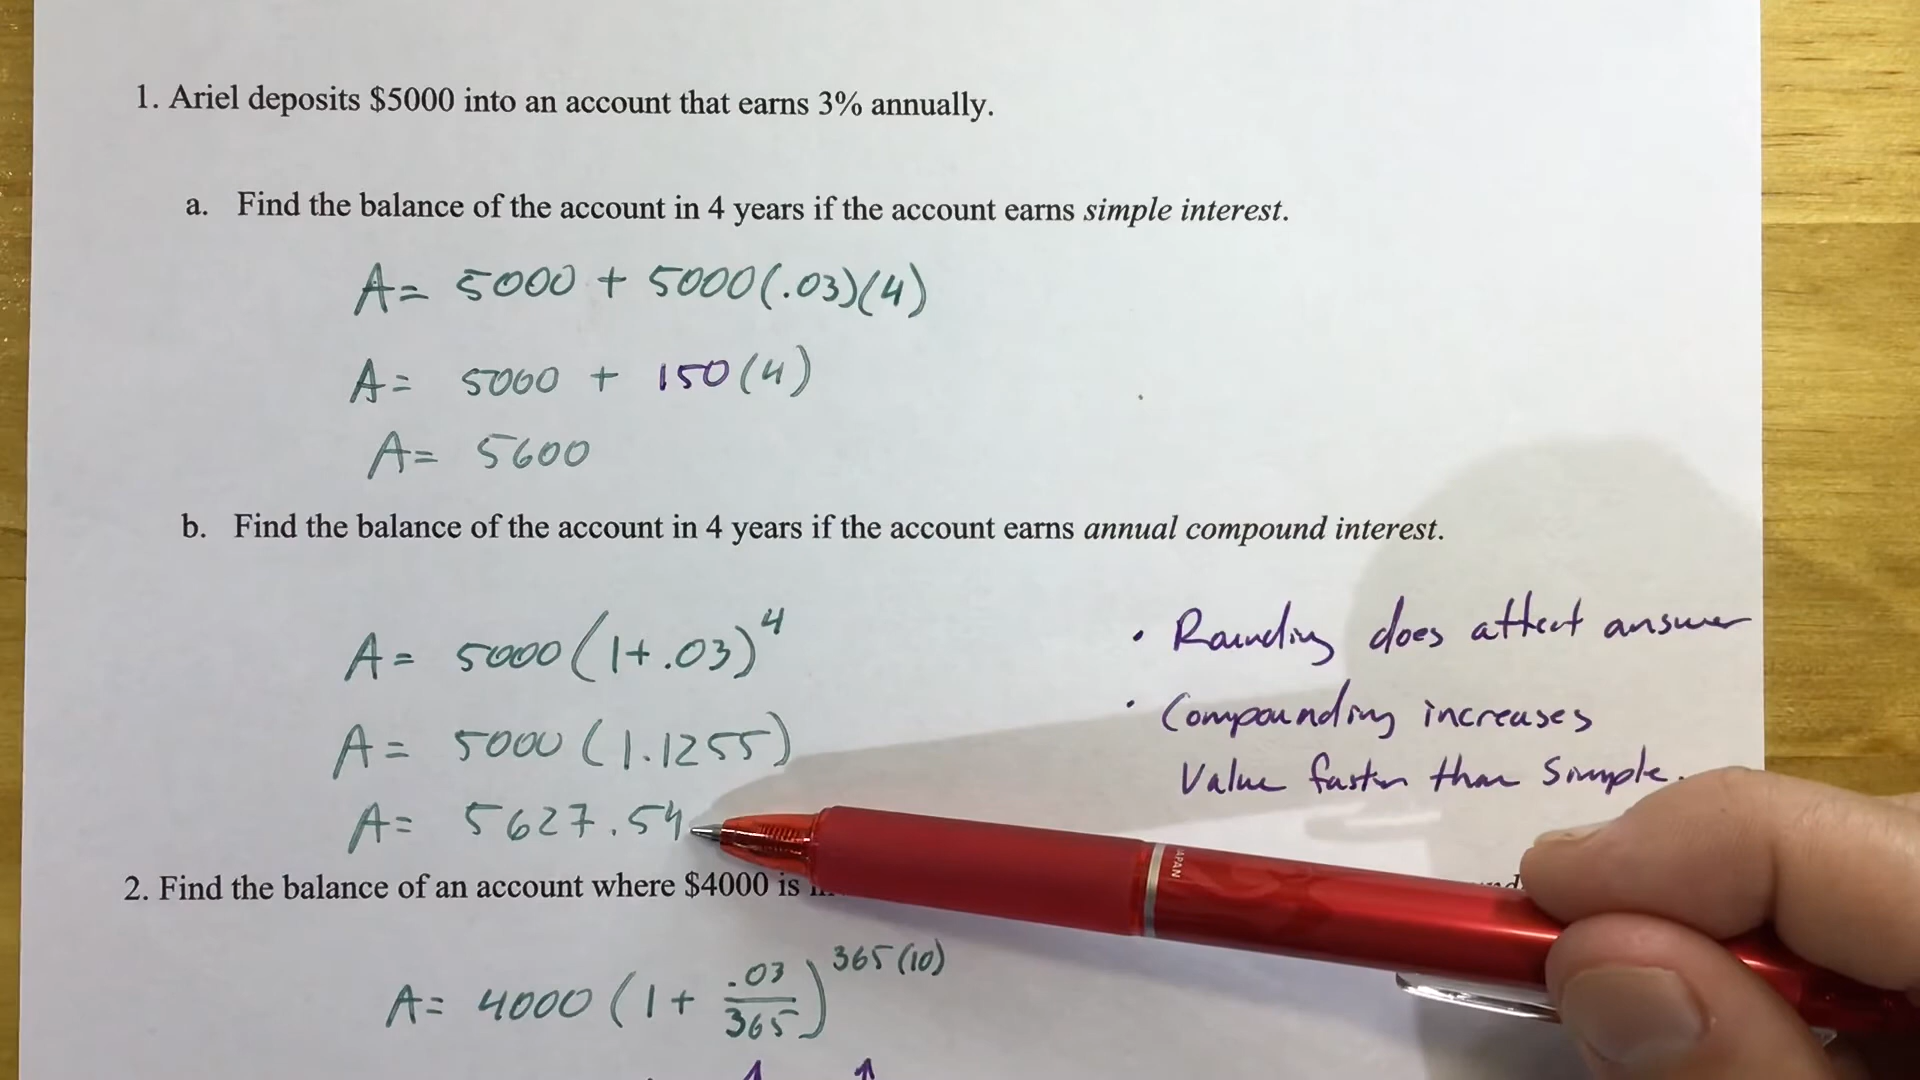 1. Ariel deposits $5000 into an account that earns 3% annually.
a. Find the balance of the account in 4 years if the account earns simple interest.
A= 5000 + 5000(.03)(4)
A= 5000 + 150(4)
A= 5600
b. Find the balance of the account in 4 years if the account earns annual compound interest.
A= 5000(1+.03)^4
A= 5000(1.1255)
A= 5627.54
• Rounding does affect answer
• Compounding increases
Value faster than Simple.
JAPAN
2. Find the balance of an account where $4000 is
A= 4000(1+ .03/365)^365(10)